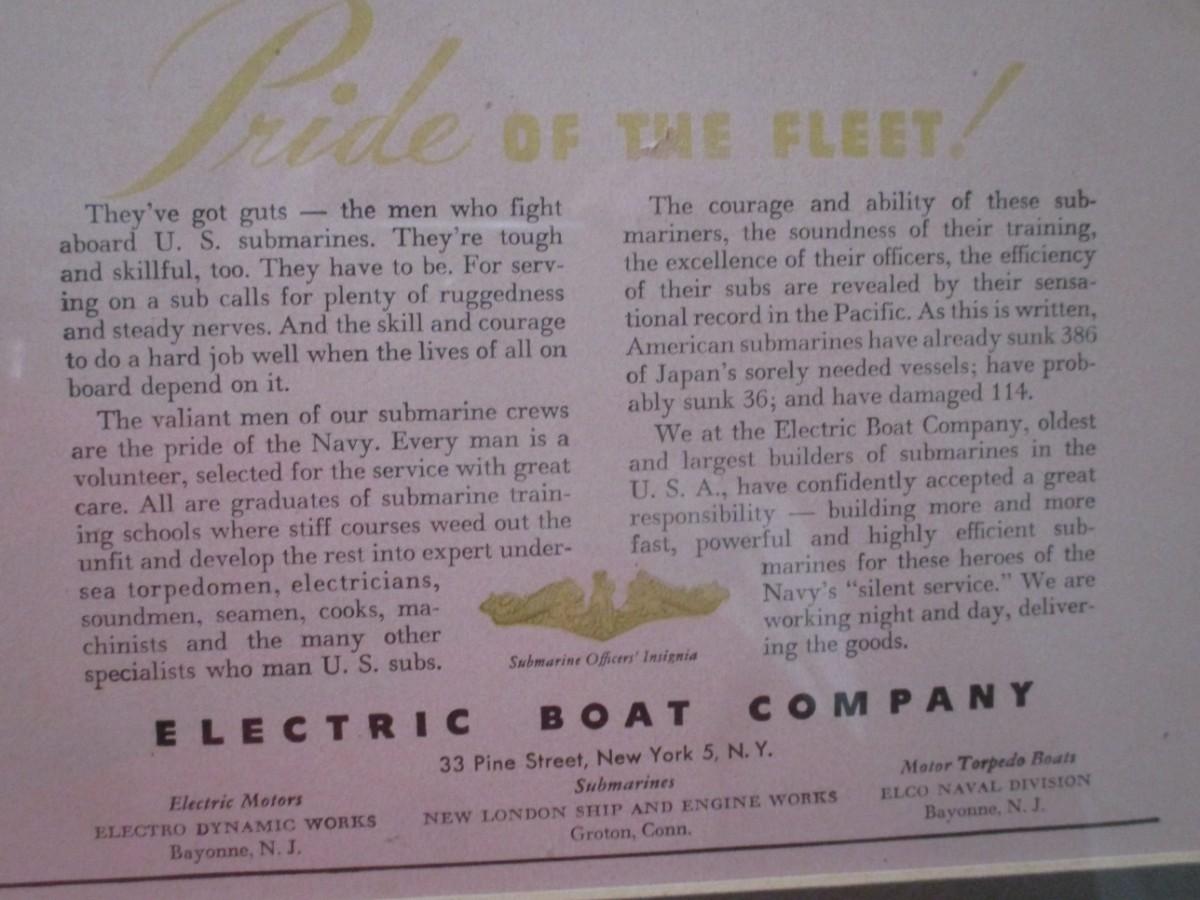 Pride OF THE FLEET!
They've got guts — the men who fight
aboard U. S. submarines. They're tough
and skillful, too. They have to be. For serv-
ing on a sub calls for plenty of ruggedness
and steady nerves. And the skill and courage
to do a hard job well when the lives of all on
board depend on it.
The valiant men of our submarine crews
are the pride of the Navy. Every man is a
volunteer, selected for the service with great
care. All are graduates of submarine train-
ing schools where stiff courses weed out the
unfit and develop the rest into expert under-
sea torpedomen, electricians,
soundmen, seamen, cooks, ma-
chinists and the many other
specialists who man U. S. subs.
The courage and ability of these sub-
mariners, the soundness of their training,
the excellence of their officers, the efficiency
of their subs are revealed by their sensa-
tional record in the Pacific. As this is written,
American submarines have already sunk 386
of Japan's sorely needed vessels; have prob-
ably sunk 36; and have damaged 114.
We at the Electric Boat Company, oldest
and largest builders of submarines in the
U. S. A., have confidently accepted a great
responsibility — building more and more
fast, powerful and highly efficient sub-
marines for these heroes of the
Navy's "silent service." We are
working night and day, deliver-
ing the goods.
Submarine Officers' Insignia
ELECTRIC BOAT COMPANY
33 Pine Street, New York 5, N. Y.
Electric Motors
ELECTRO DYNAMIC WORKS
Bayonne, N. J.
Submarines
NEW LONDON SHIP AND ENGINE WORKS
Groton, Conn.
Motor Torpedo Boats
ELCO NAVAL DIVISION
Bayonne, N. J.